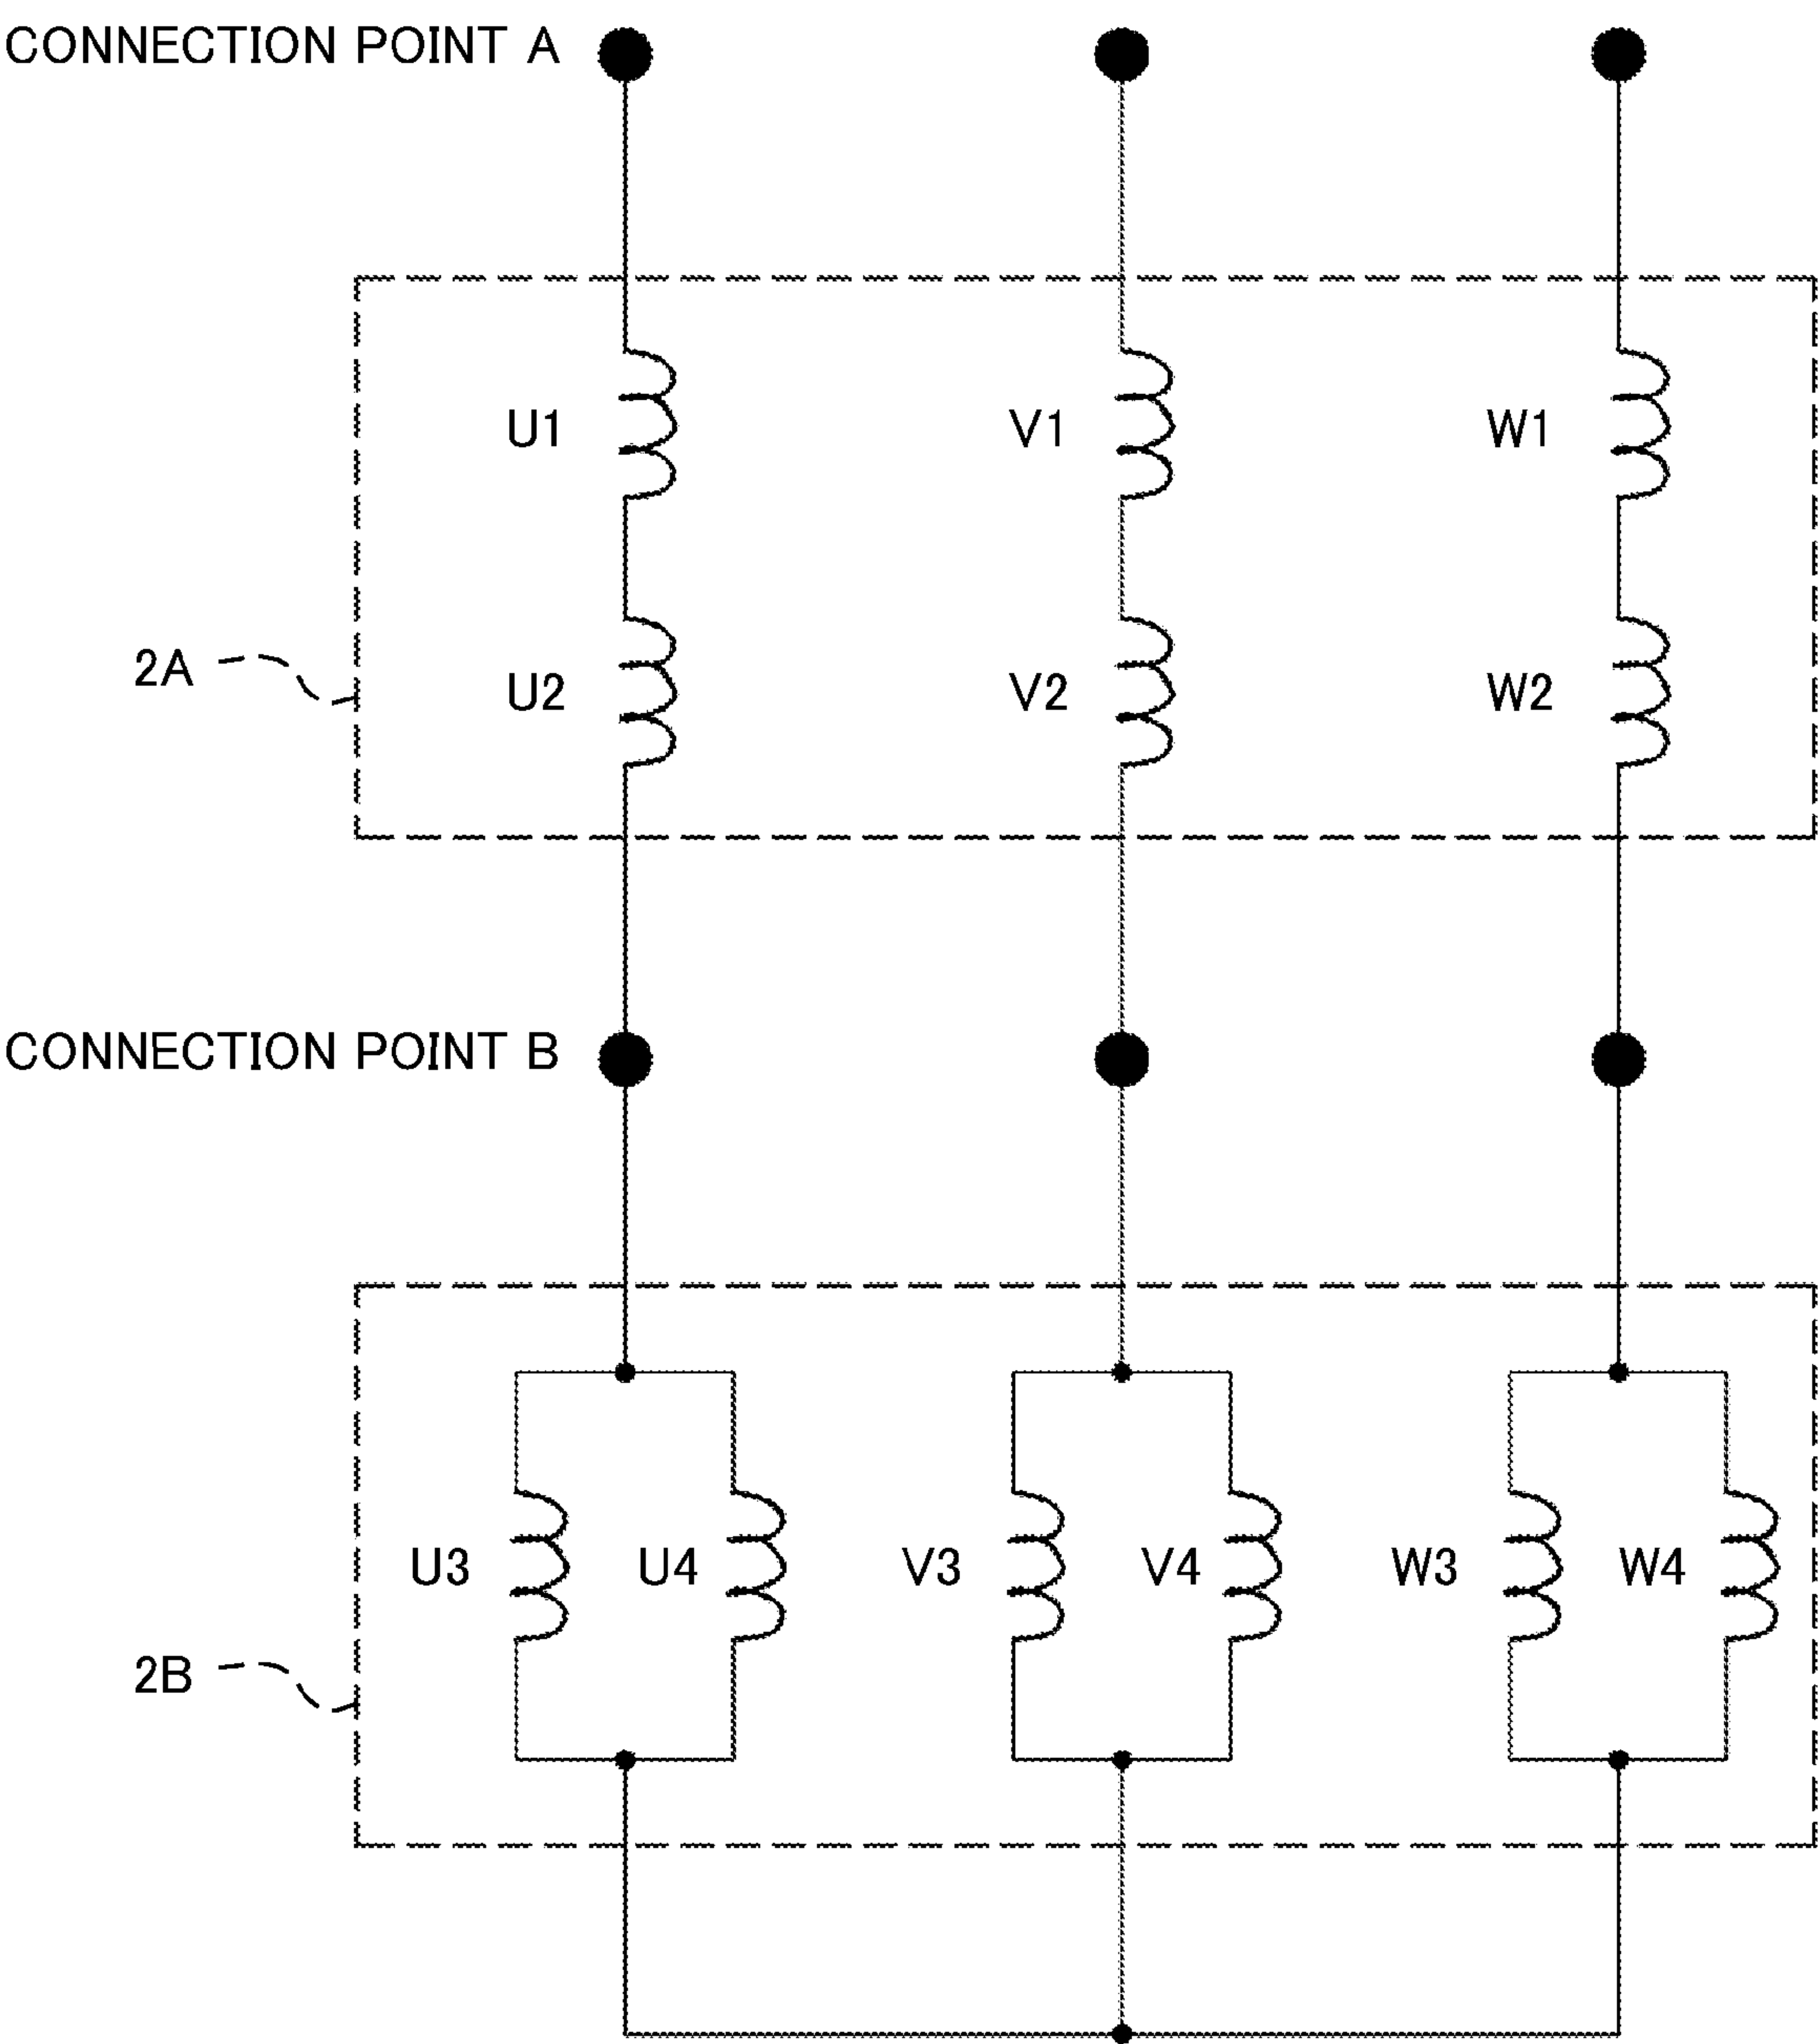 CONNECTION POINT A
U1
V1
W1
2A
U2
V2
W2
CONNECTION POINT B
U3
U4
V3
V4
W3
W4
2B